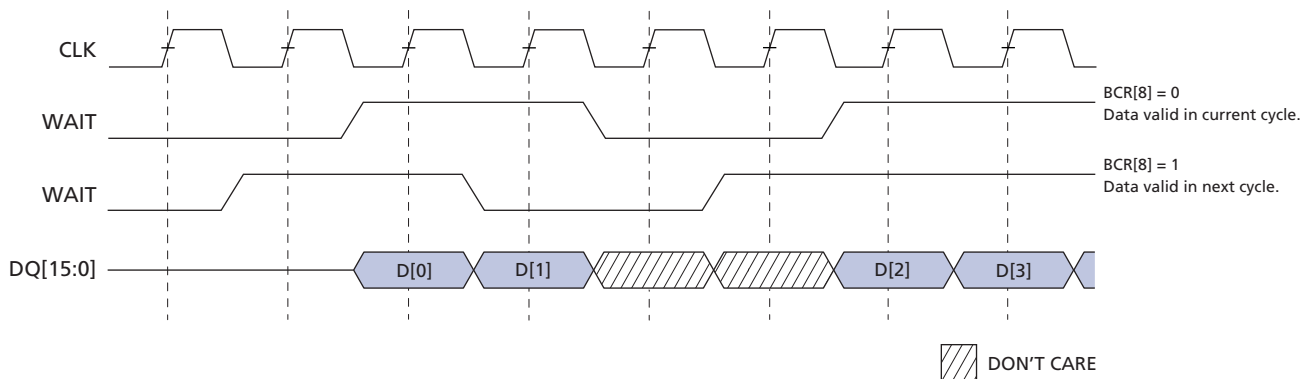 CLK
WAIT
BCR[8] = 0
Data valid in current cycle.
WAIT
BCR[8] = 1
Data valid in next cycle.
DQ[15:0]
D[0]
D[1]
D[2]
D[3]
DON'T CARE